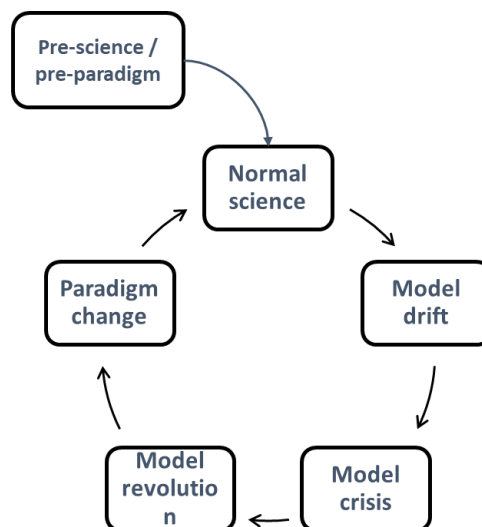 Pre-science /
pre-paradigm
Normal
science
Paradigm
change
Model
drift
Model
revolutio
n
Model
crisis